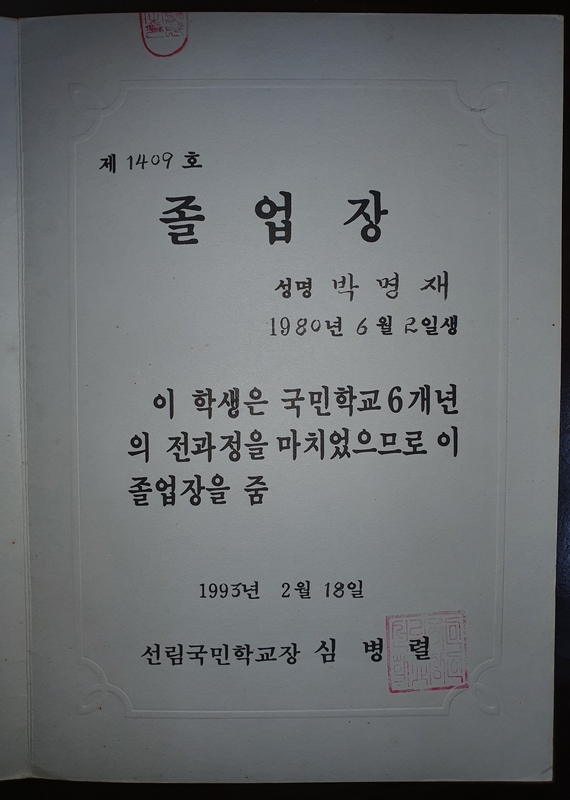 제 1409 호
졸 업 장
성명 박 명 재
1980년 6월 2일생
이 학생은 국민학교 6개년
의 전과정을 마치었으므로 이
졸업장을 줌
1993년 2월 18일
선림국민학교장 심 병 렬